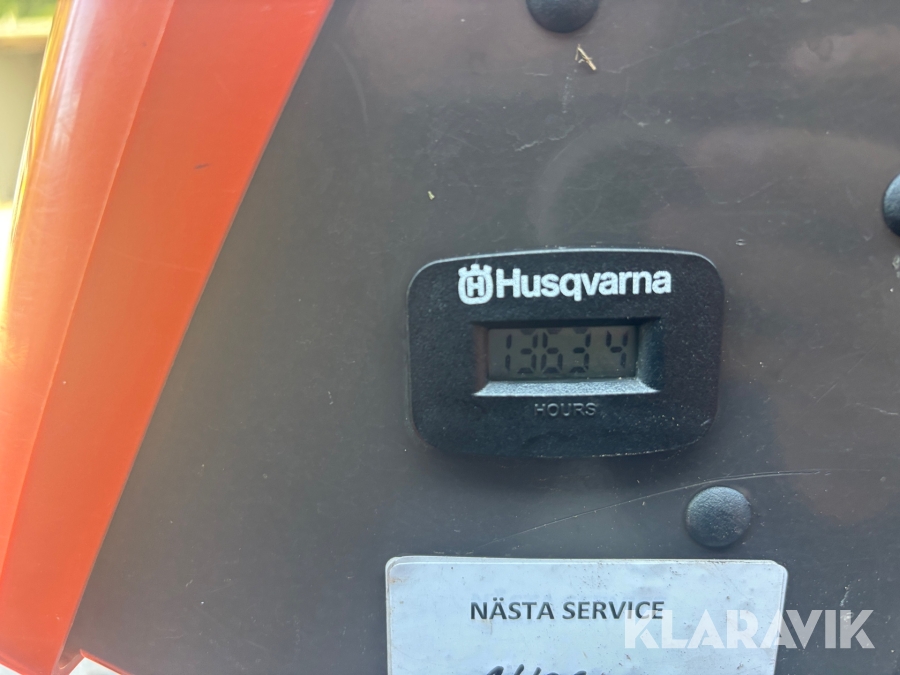 Husqvarna
1363.4
HOURS
NÄSTA SERVICE
KLARAVIK